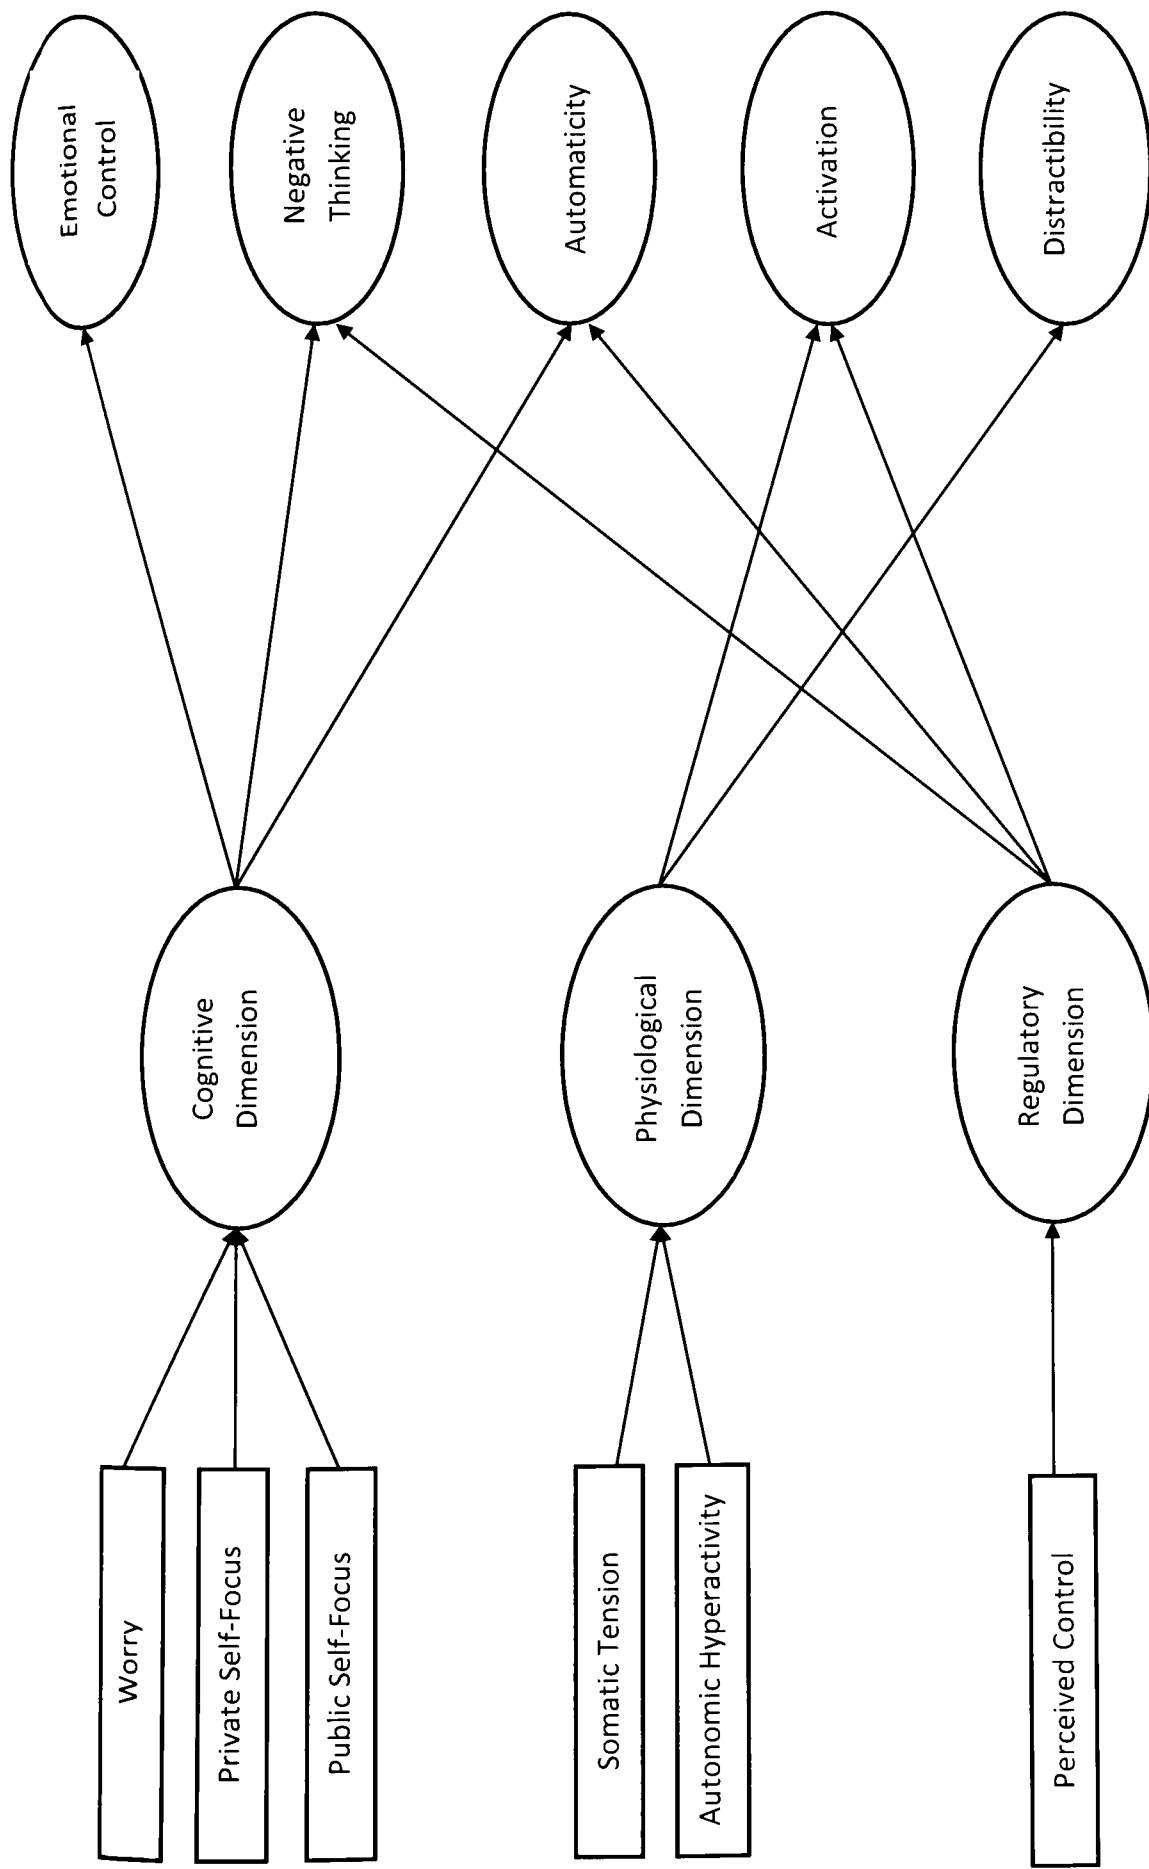 Worry
Private Self-Focus
Public Self-Focus
Somatic Tension
Autonomic Hyperactivity
Perceived Control
Cognitive
Dimension
Physiological
Dimension
Regulatory
Dimension
Emotional
Control
Negative
Thinking
Automaticity
Activation
Distractibility